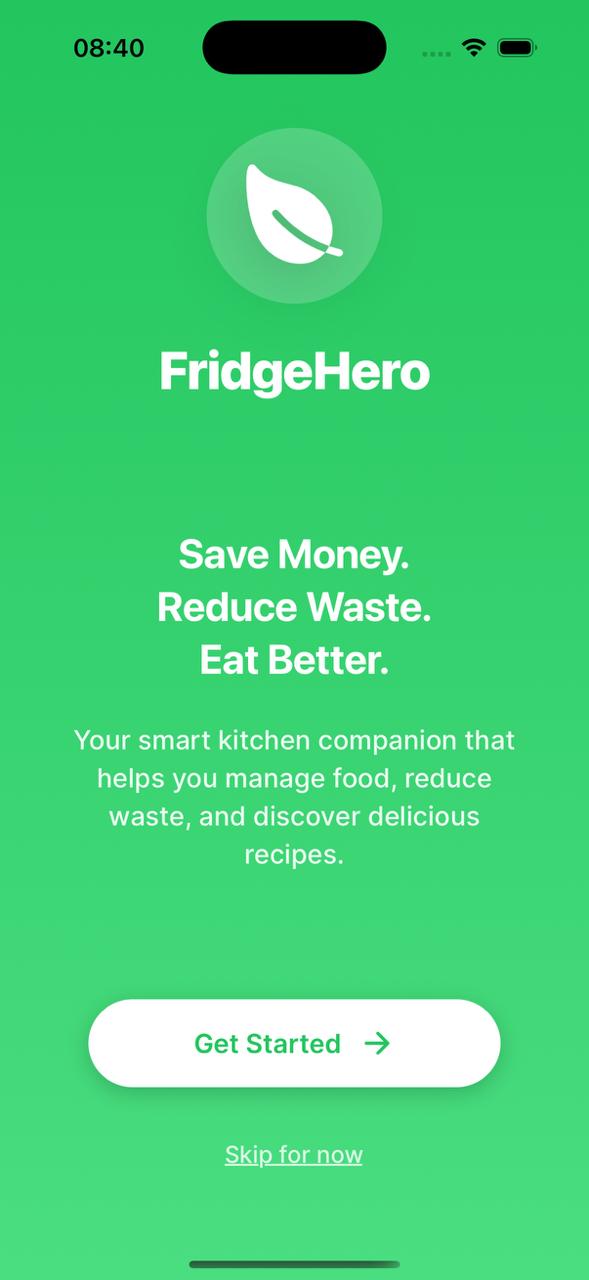 08:40
FridgeHero
Save Money.
Reduce Waste.
Eat Better.
Your smart kitchen companion that
helps you manage food, reduce
waste, and discover delicious
recipes.
Get Started
Skip for now